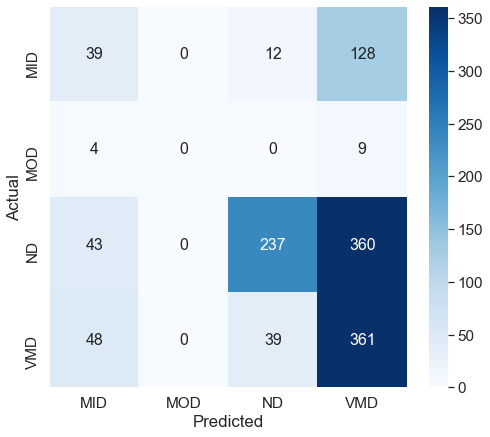 MID 39 0 12 128
MOD 4 0 0 9
ND 43 0 237 360
VMD 48 0 39 361
Actual
MID MOD ND VMD
Predicted
350
300
250
200
150
100
50
0